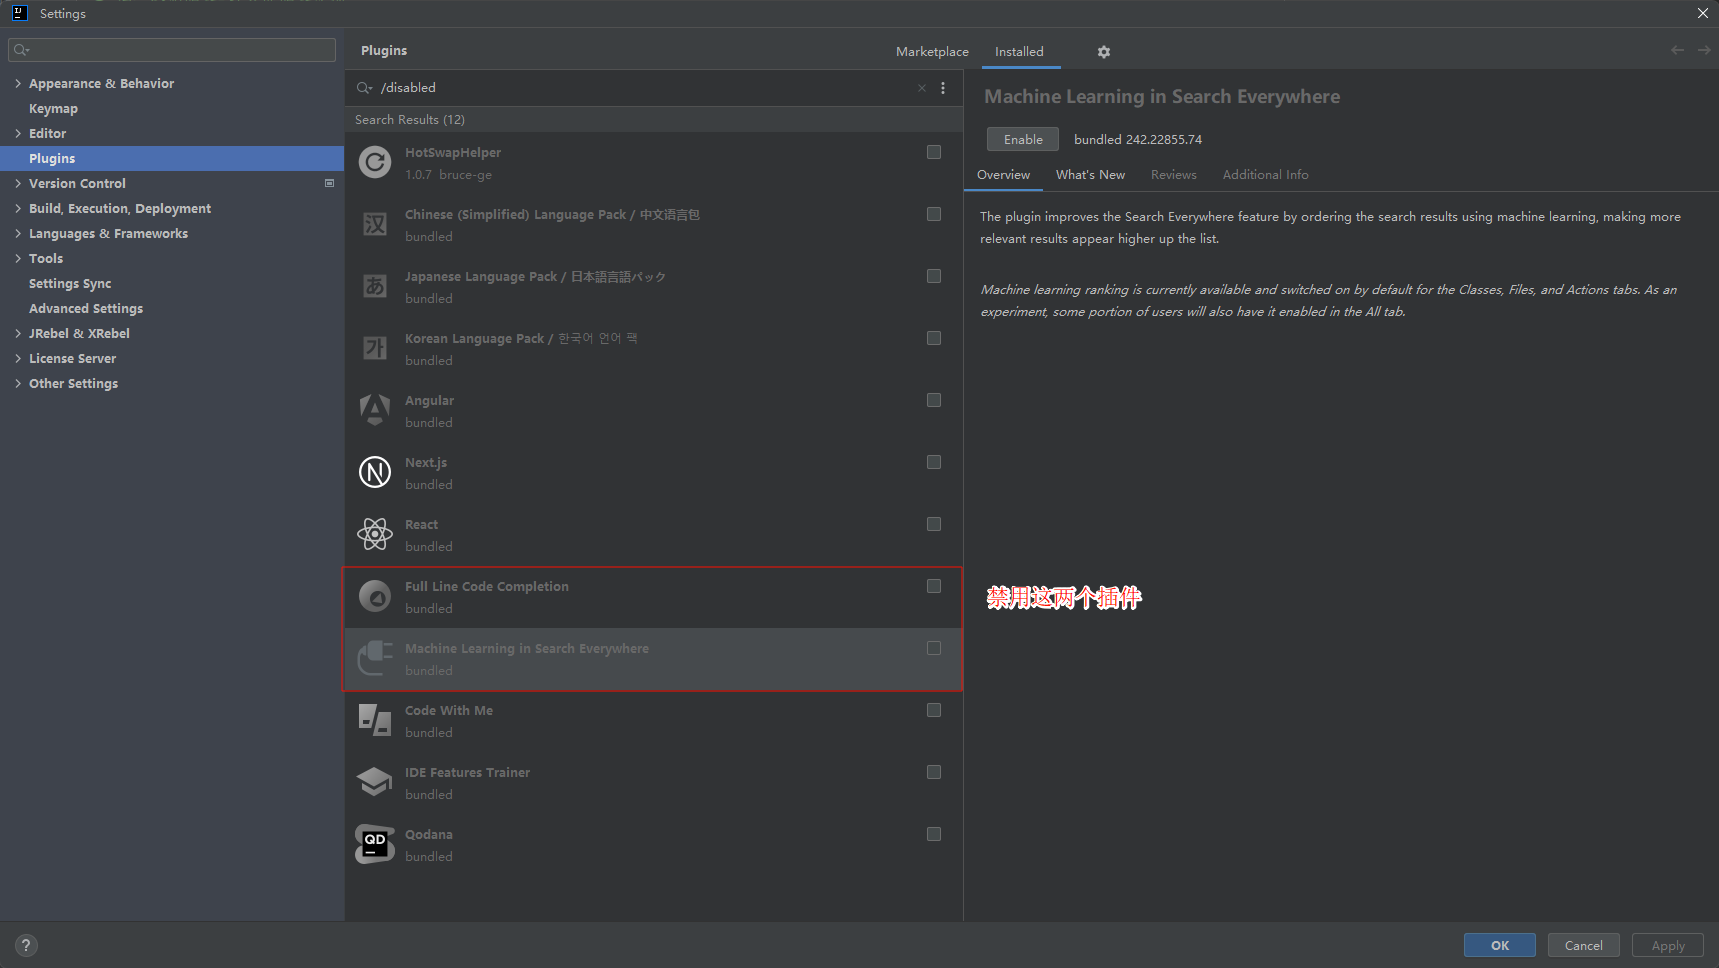 Settings
Appearance & Behavior
Keymap
Editor
Plugins
Version Control
Build, Execution, Deployment
Languages & Frameworks
Tools
Settings Sync
Advanced Settings
JRebel & XRebel
License Server
Other Settings
Plugins
Marketplace
Installed
/disabled
Search Results (12)
HotSwapHelper
1.0.7 bruce-ge
汉
Chinese (Simplified) Language Pack / 中文语言包
bundled
あ
Japanese Language Pack / 日本語言語パック
bundled
가
Korean Language Pack / 한국어 언어 팩
bundled
Angular
bundled
Next.js
bundled
React
bundled
Full Line Code Completion
bundled
Machine Learning in Search Everywhere
bundled
Code With Me
bundled
IDE Features Trainer
bundled
QD
Qodana
bundled
Machine Learning in Search Everywhere
Enable
bundled 242.22855.74
Overview
What's New
Reviews
Additional Info
The plugin improves the Search Everywhere feature by ordering the search results using machine learning, making more
relevant results appear higher up the list.
Machine learning ranking is currently available and switched on by default for the Classes, Files, and Actions tabs. As an
experiment, some portion of users will also have it enabled in the All tab.
禁用这两个插件
?
OK
Cancel
Apply